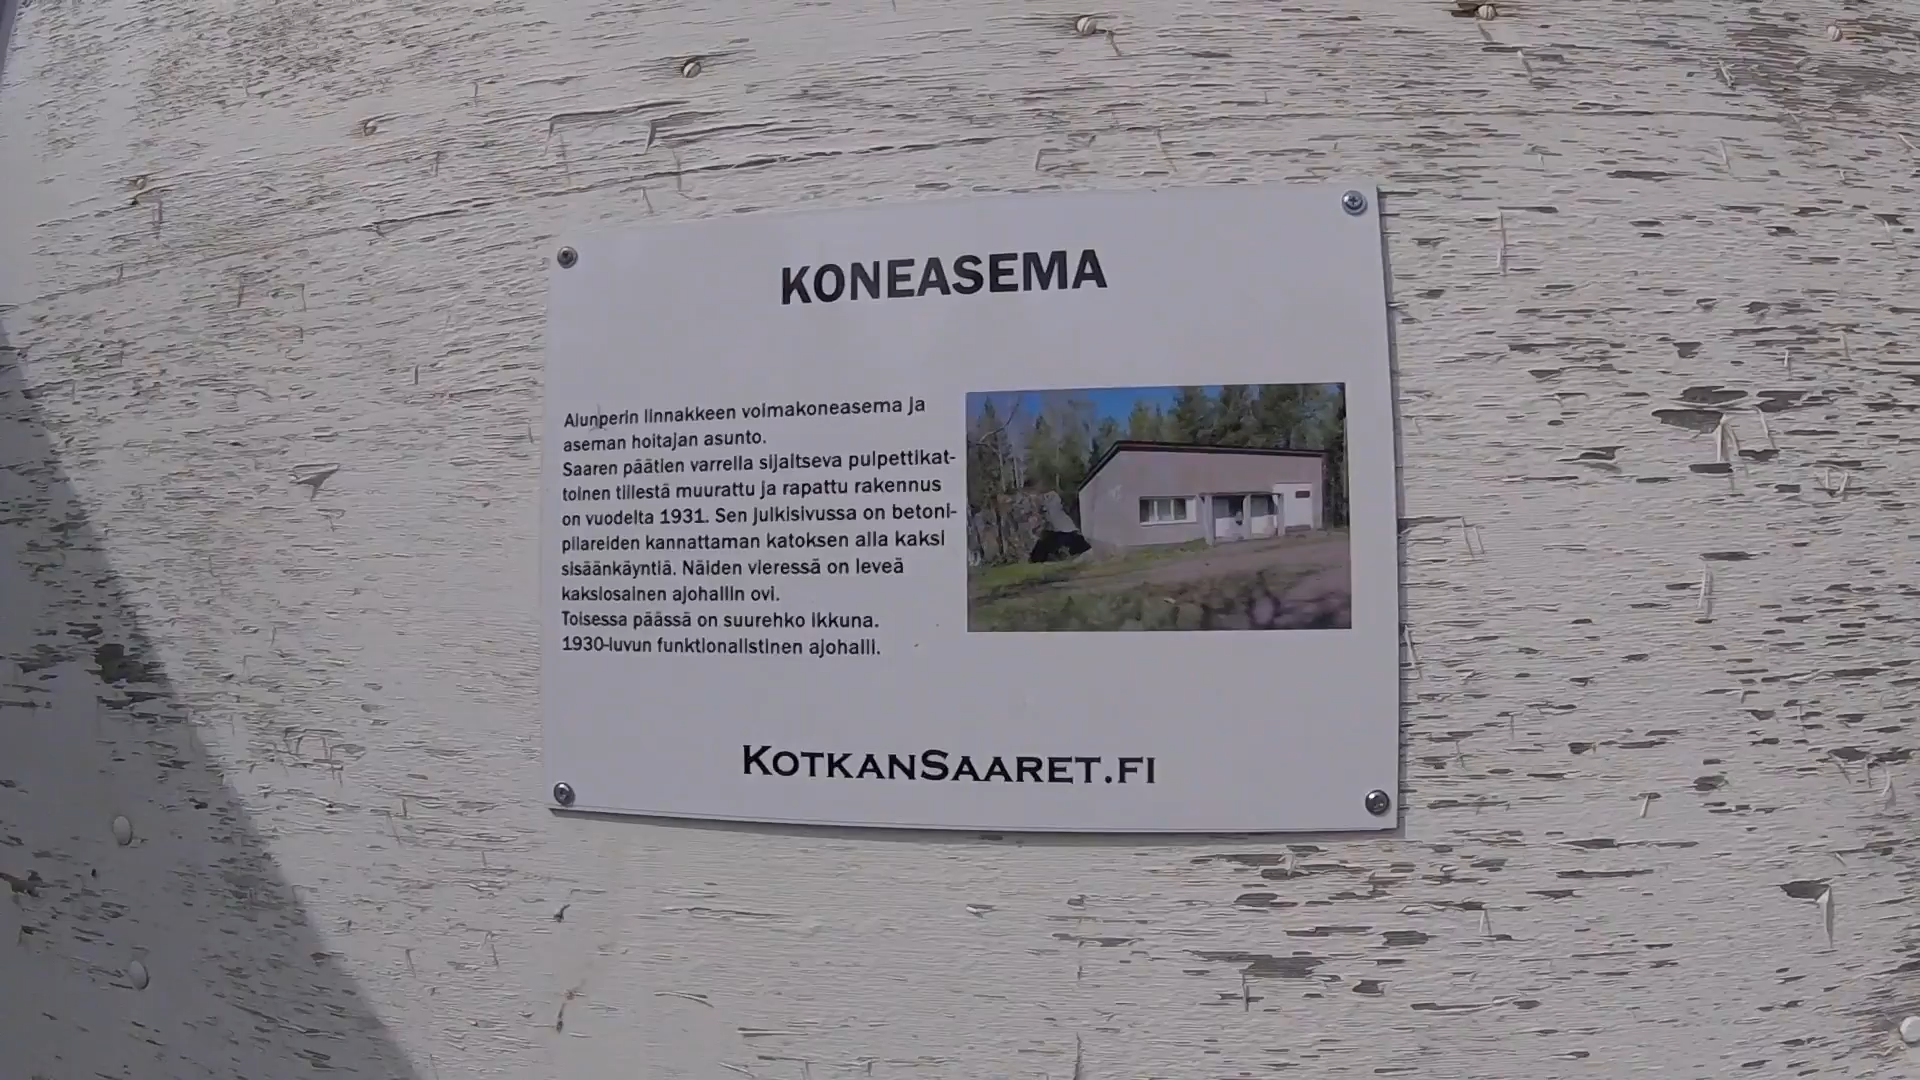 KONEASEMA
Alunperin linnakkeen voimakoneasema ja
aseman hoitajan asunto.
Saaren päätien varrella sijaitseva pulpettikat-
toinen tiilestä muurattu ja rapattu rakennus
on vuodelta 1931. Sen julkisivussa on betoni-
pilareiden kannattaman katoksen alla kaksi
sisäänkäyntiä. Näiden vieressä on leveä
kaksiosainen ajohallin ovi.
Toisessa päässä on suurehko ikkuna.
1930-luvun funktionalistinen ajohalli.
KOTKANSAARET.FI